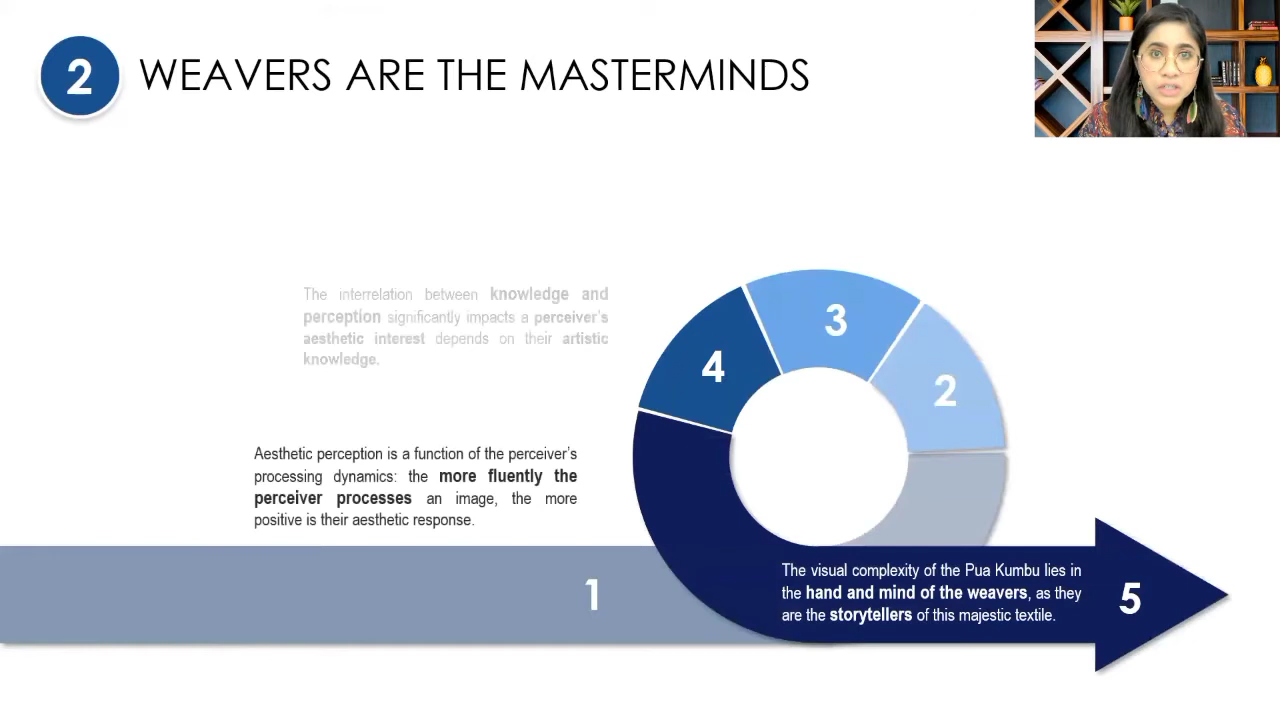 2
WEAVERS ARE THE MASTERMINDS
The interrelation between knowledge and
perception significantly impacts a perceiver's
aesthetic interest depends on their artistic
knowledge.
3
4
2
Aesthetic perception is a function of the perceiver's
processing dynamics: the more fluently the
perceiver processes an image, the more
positive is their aesthetic response.
1
The visual complexity of the Pua Kumbu lies in
the hand and mind of the weavers, as they
are the storytellers of this majestic textile.
5